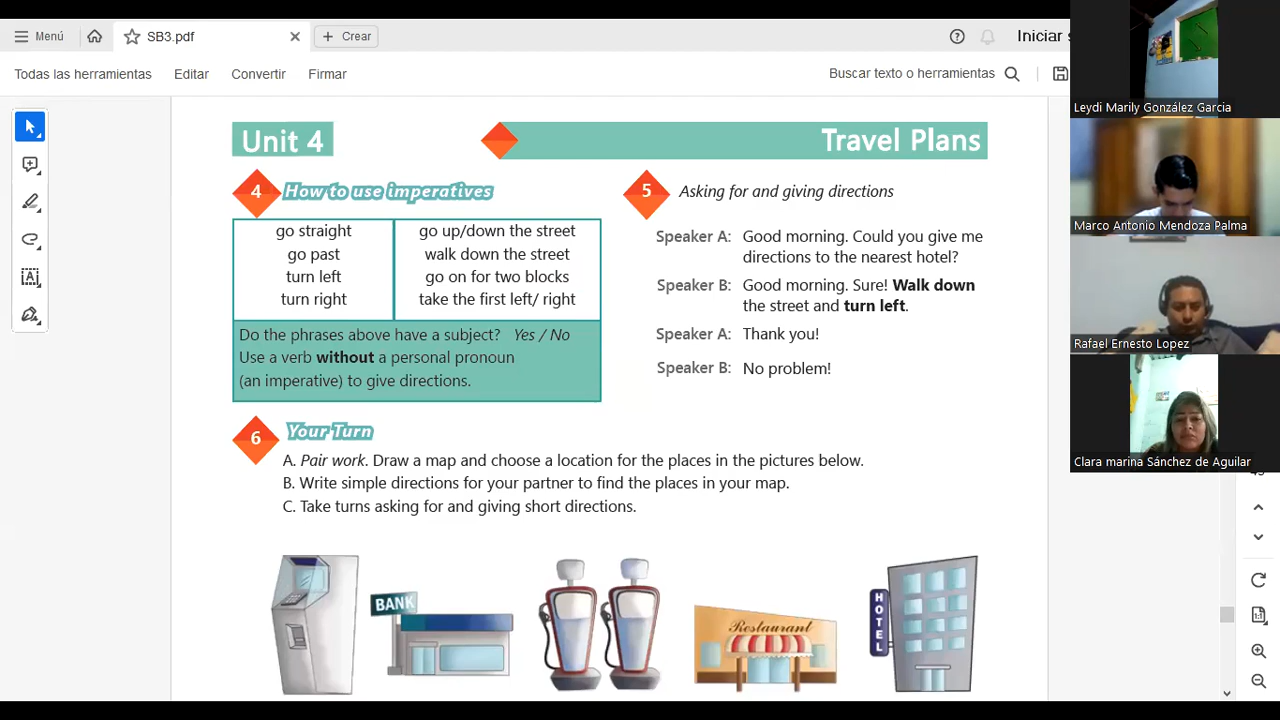 Menú
SB3.pdf
Crear
Iniciar s
Todas las herramientas
Editar
Convertir
Firmar
Buscar texto o herramientas
Unit 4
Travel Plans
4
How to use imperatives
go straight
go past
turn left
turn right
go up/down the street
walk down the street
go on for two blocks
take the first left/ right
Do the phrases above have a subject? Yes / No
Use a verb without a personal pronoun
(an imperative) to give directions.
5
Asking for and giving directions
Speaker A: Good morning. Could you give me
directions to the nearest hotel?
Speaker B: Good morning. Sure! Walk down
the street and turn left.
Speaker A: Thank you!
Speaker B: No problem!
6
Your Turn
A. Pair work. Draw a map and choose a location for the places in the pictures below.
B. Write simple directions for your partner to find the places in your map.
C. Take turns asking for and giving short directions.
BANK
Restaurant
HOTEL
Leydi Marily González Garcia
Marco Antonio Mendoza Palma
Rafael Ernesto Lopez
Clara marina Sánchez de Aguilar